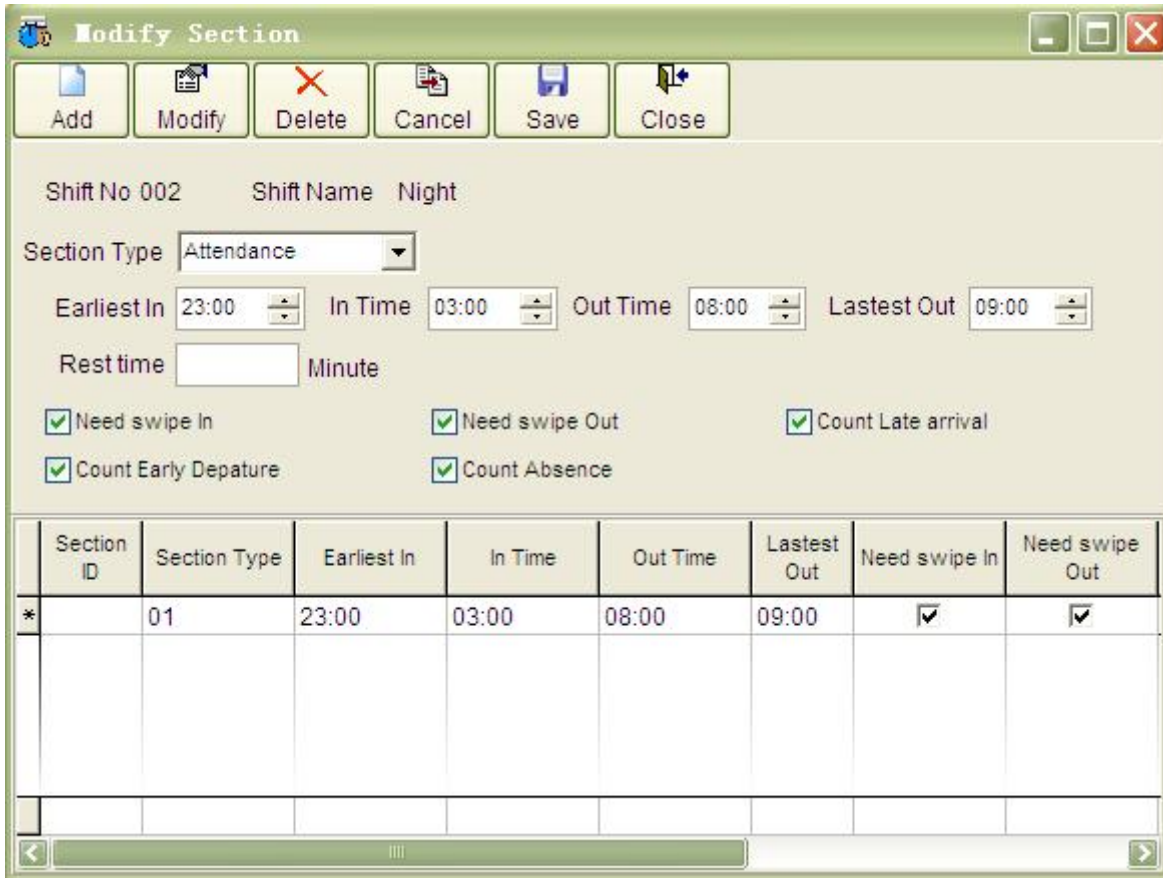 Modify Section
Add Modify Delete Cancel Save Close
Shift No 002 Shift Name Night
Section Type Attendance
Earliest In 23:00 In Time 03:00 Out Time 08:00 Lastest Out 09:00
Rest time Minute
Need swipe In Need swipe Out Count Late arrival
Count Early Depature Count Absence
Section ID Section Type Earliest In In Time Out Time Lastest Out Need swipe In Need swipe Out
* 01 23:00 03:00 08:00 09:00